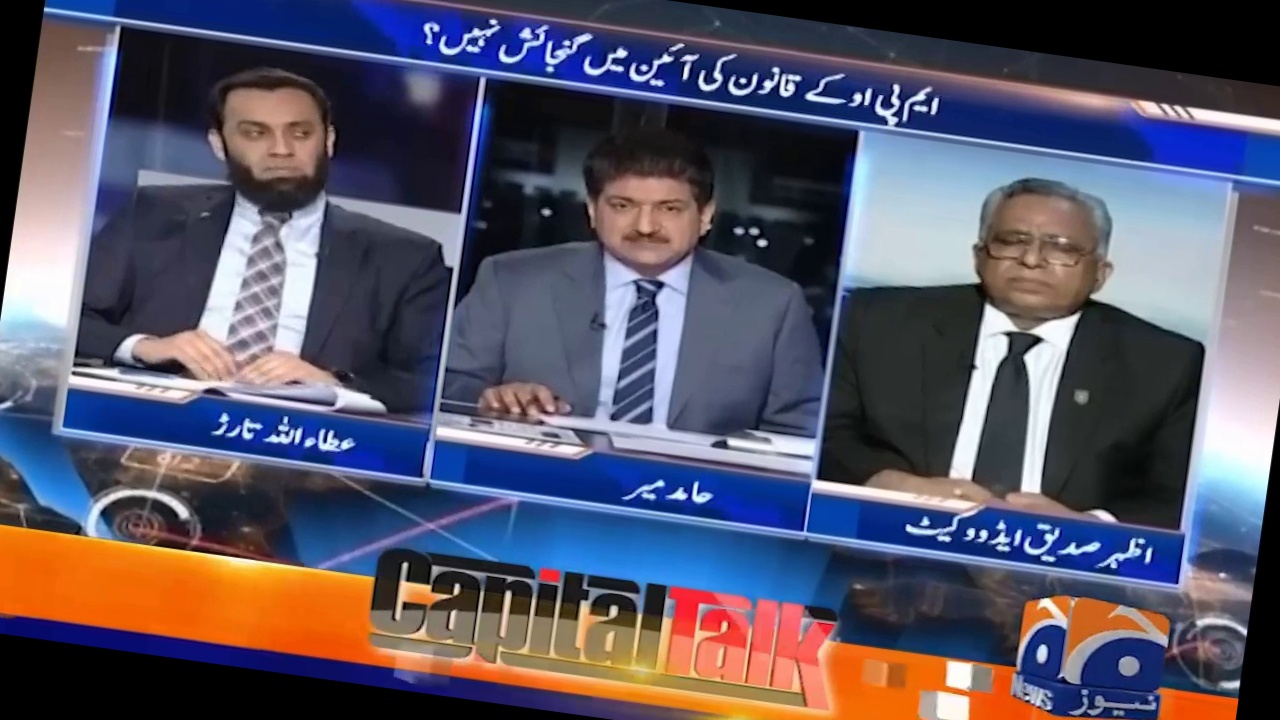 ایم پی او کے قانون کی آئین میں گنجائش نہیں؟
عطاء اللہ تارڑ
حامد میر
اظہر صدیق ایڈووکیٹ
Capital Talk
News نیوز